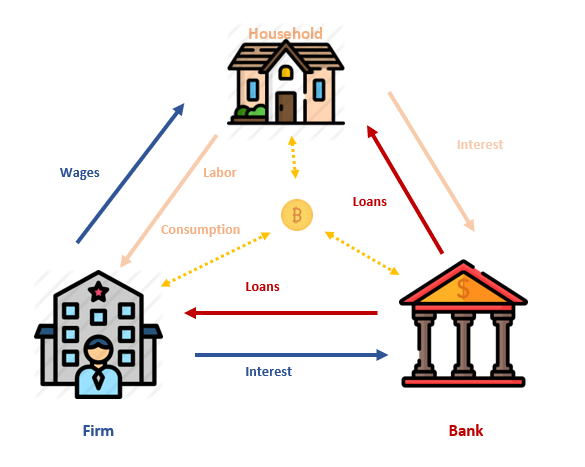 Household
Interest
Wages
Labor
Loans
Consumption
Loans
Interest
Firm
Bank